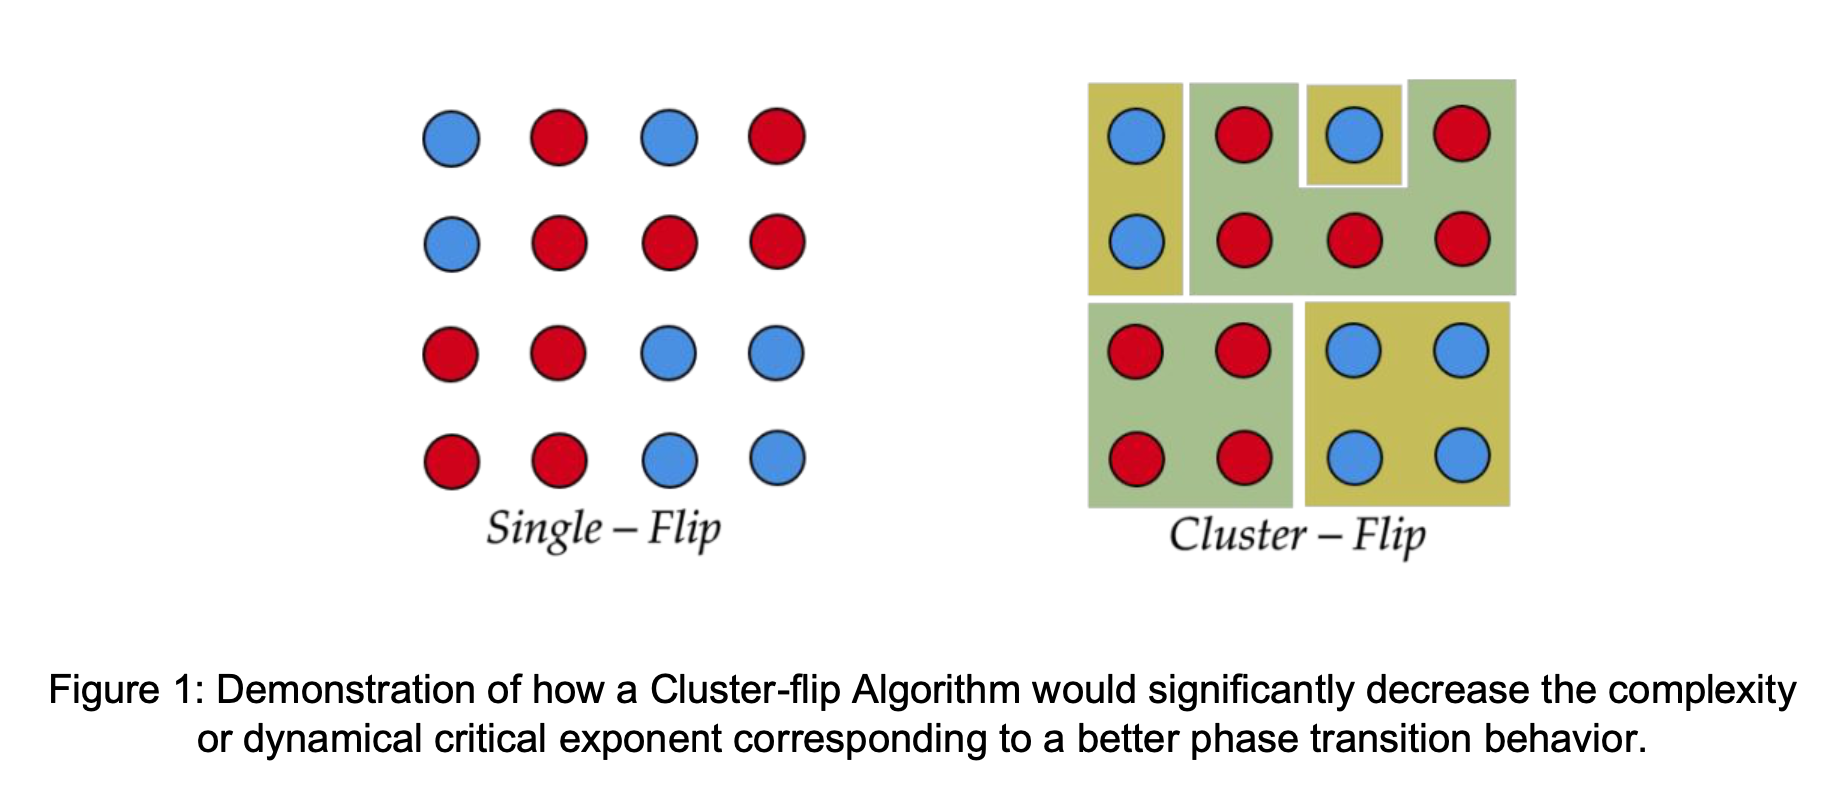 Single – Flip
Cluster – Flip
Figure 1: Demonstration of how a Cluster-flip Algorithm would significantly decrease the complexity
or dynamical critical exponent corresponding to a better phase transition behavior.